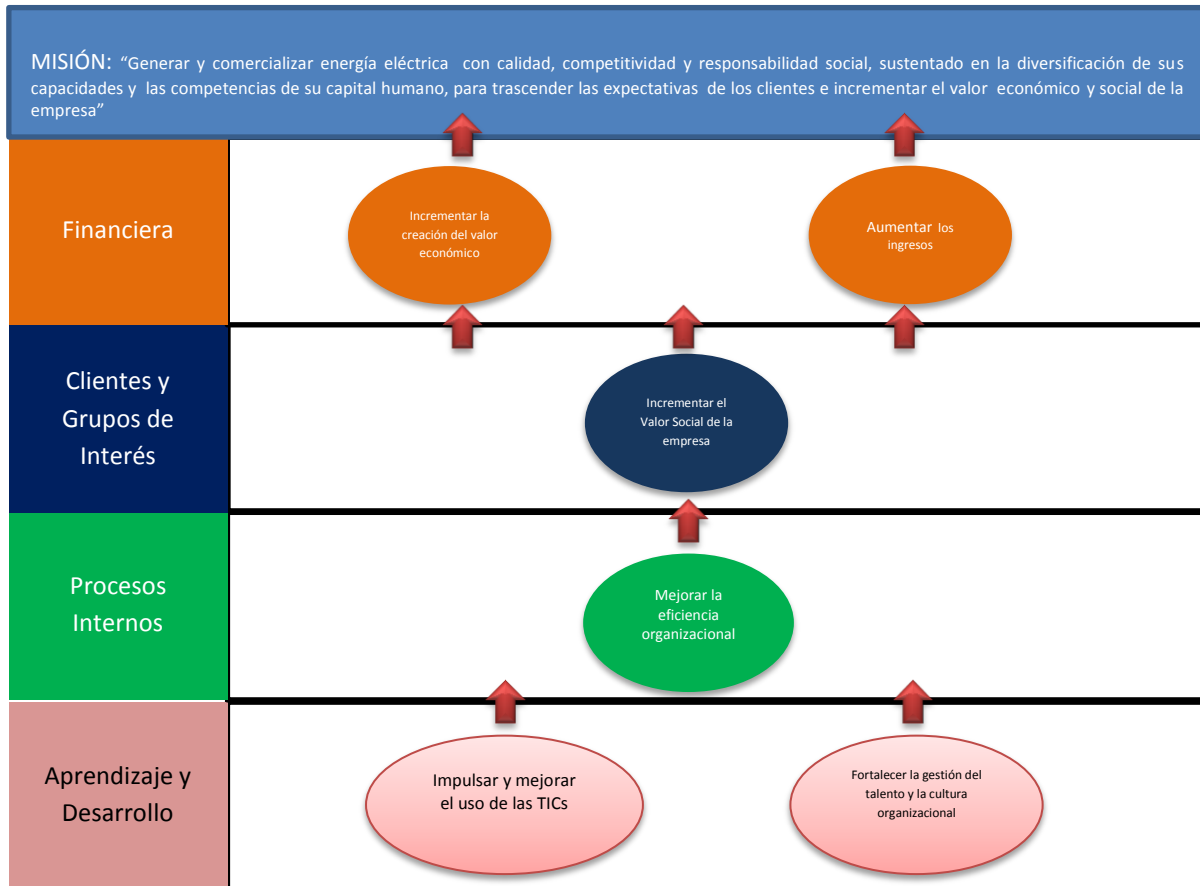 MISIÓN: “Generar y comercializar energía eléctrica con calidad, competitividad y responsabilidad social, sustentado en la diversificación de sus
capacidades y las competencias de su capital humano, para trascender las expectativas de los clientes e incrementar el valor económico y social de la
empresa”
Financiera
Incrementar la
creación del valor
económico
Aumentar los
ingresos
Clientes y
Grupos de
Interés
Incrementar el
Valor Social de la
empresa
Procesos
Internos
Mejorar la
eficiencia
organizacional
Aprendizaje y
Desarrollo
Impulsar y mejorar
el uso de las TICs
Fortalecer la gestión del
talento y la cultura
organizacional